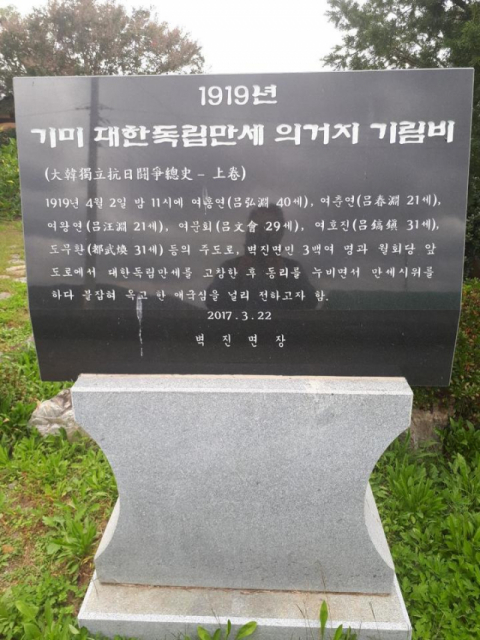 1919년
기미 대한독립만세 의거지 기림비
(大韓獨立抗日鬪爭總史 - 上卷)
1919년 4월 2일 밤 11시에 여홍연(呂弘淵 40세), 여춘연(呂春淵 21세),
여왕연(呂汪淵 21세), 여문회(呂文會 29세), 여호진(呂鎬鎭 31세),
도무환(都武煥 31세) 등의 주도로, 벽진면민 3백여 명과 월회당 앞
도로에서 대한독립만세를 고창한 후 동리를 누비면서 만세시위를
하다 붙잡혀 옥고 한 애국심을 널리 전하고자 함.
2017. 3. 22
벽 진 면 장